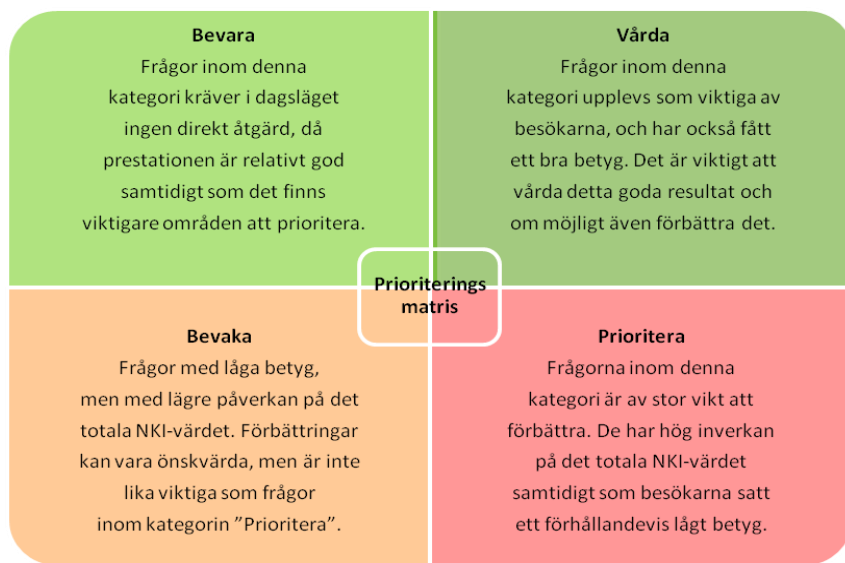 Bevara
Frågor inom denna
kategori kräver i dagsläget
ingen direkt åtgärd, då
prestationen är relativt god
samtidigt som det finns
viktigare områden att prioritera.
Vårda
Frågor inom denna
kategori upplevs som viktiga av
besökarna, och har också fått
ett bra betyg. Det är viktigt att
vårda detta goda resultat och
om möjligt även förbättra det.
Prioriterings
matris
Bevaka
Frågor med låga betyg,
men med lägre påverkan på det
totala NKI-värdet. Förbättringar
kan vara önskvärda, men är inte
lika viktiga som frågor
inom kategorin ”Prioritera”.
Prioritera
Frågorna inom denna
kategori är av stor vikt att
förbättra. De har hög inverkan
på det totala NKI-värdet
samtidigt som besökarna satt
ett förhållandevis lågt betyg.